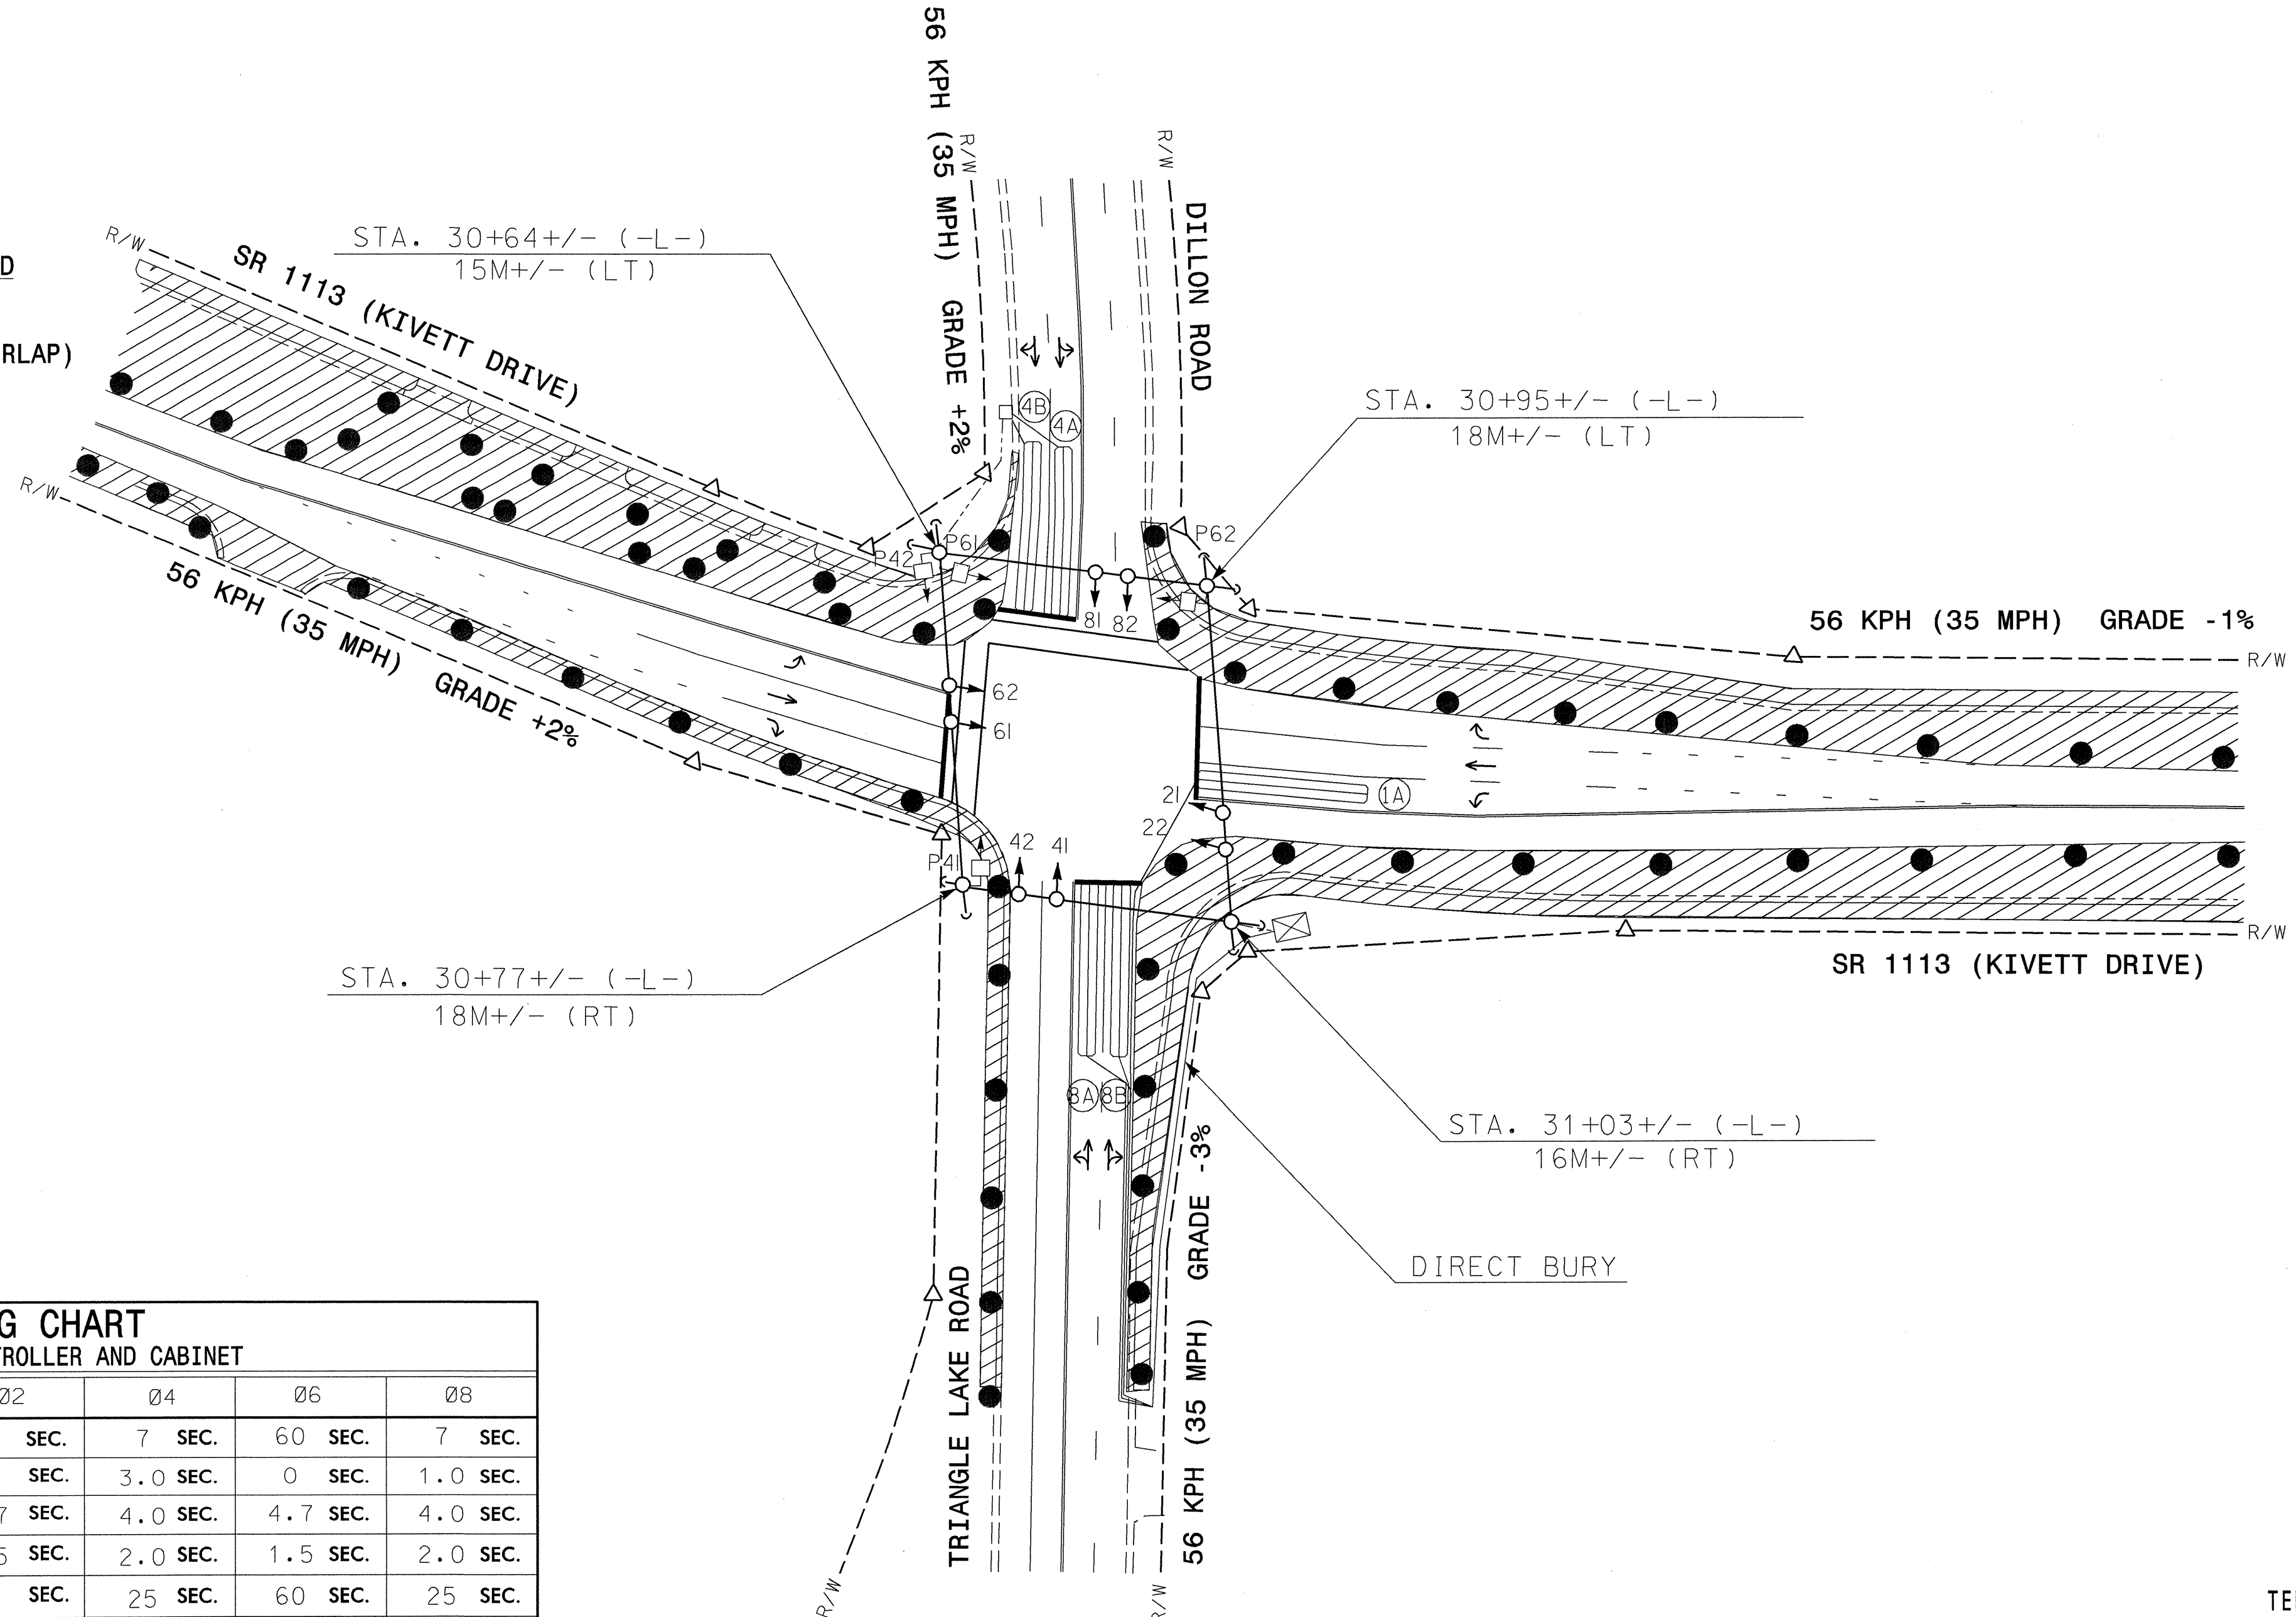 56 KPH (35 MPH) GRADE +2%
R/W
R/W
DILLON ROAD
STA. 30+64+/- (-L-)
15M+/- (LT)
R/W
SR 1113 (KIVETT DRIVE)
D
RLAP)
STA. 30+95+/- (-L-)
18M+/- (LT)
4B
4A
R/W
P42
P61
P62
81
82
56 KPH (35 MPH) GRADE +2%
56 KPH (35 MPH) GRADE -1%
R/W
62
61
21
1A
22
P41
42
41
R/W
SR 1113 (KIVETT DRIVE)
STA. 30+77+/- (-L-)
18M+/- (RT)
8A
8B
STA. 31+03+/- (-L-)
16M+/- (RT)
DIRECT BURY
TRIANGLE LAKE ROAD
56 KPH (35 MPH) GRADE -3%
R/W
R/W
G CHART
TROLLER AND CABINET
02 Ø4 Ø6 Ø8
SEC. 7 SEC. 60 SEC. 7 SEC.
SEC. 3.0 SEC. 0 SEC. 1.0 SEC.
7 SEC. 4.0 SEC. 4.7 SEC. 4.0 SEC.
5 SEC. 2.0 SEC. 1.5 SEC. 2.0 SEC.
SEC. 25 SEC. 60 SEC. 25 SEC.
TE